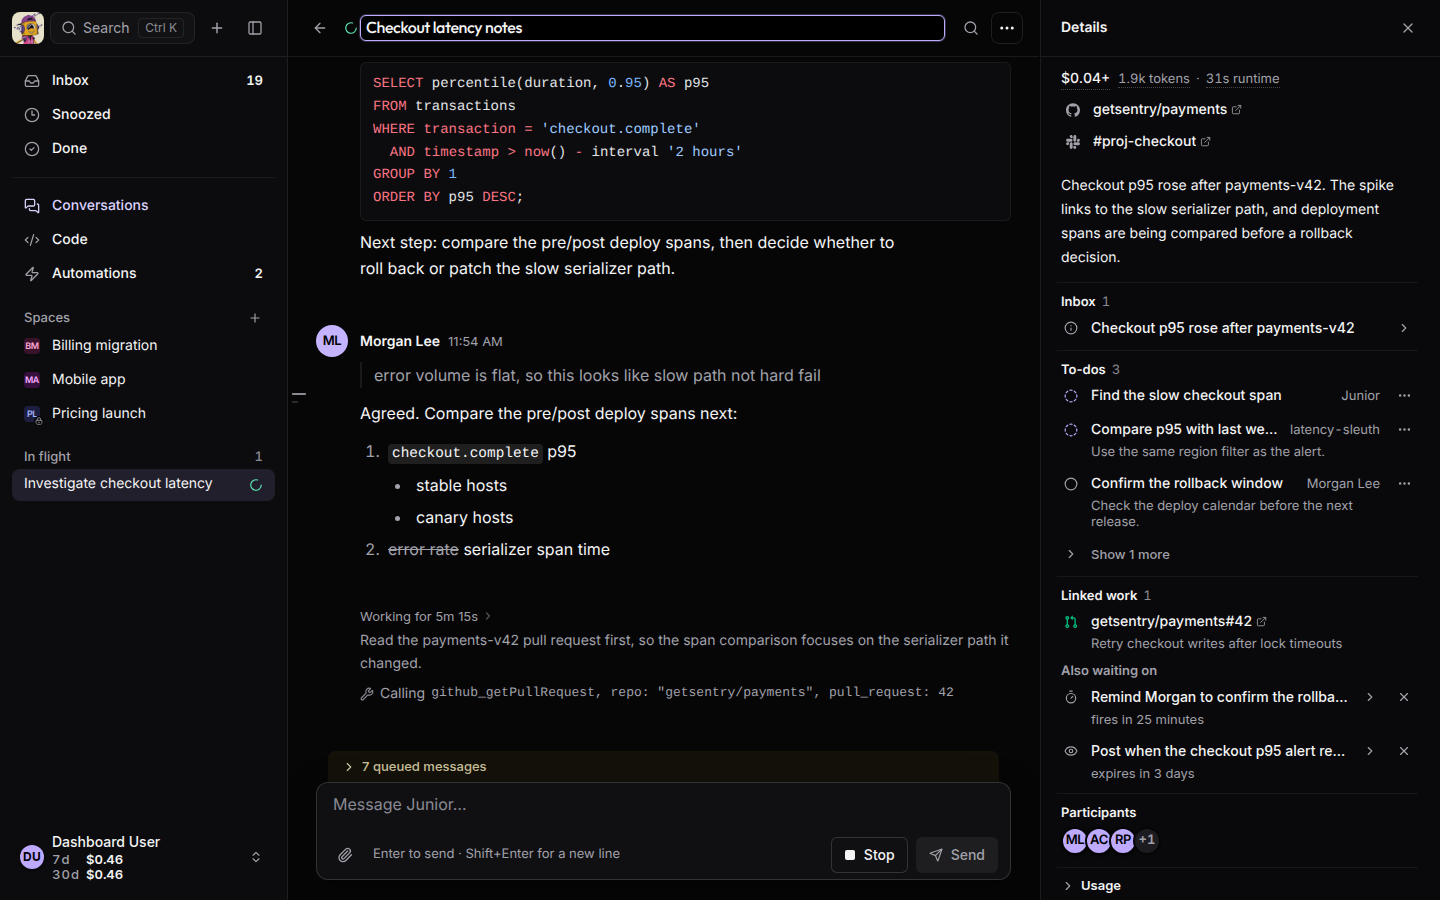 Search Ctrl K
Inbox 19
Snoozed
Done
Conversations
Code
Automations 2
Spaces
BM Billing migration
MA Mobile app
PL Pricing launch
In flight 1
Investigate checkout latency
DU Dashboard User
7d $0.46
30d $0.46
Checkout latency notes
SELECT percentile(duration, 0.95) AS p95
FROM transactions
WHERE transaction = 'checkout.complete'
AND timestamp > now() - interval '2 hours'
GROUP BY 1
ORDER BY p95 DESC;
Next step: compare the pre/post deploy spans, then decide whether to
roll back or patch the slow serializer path.
ML Morgan Lee 11:54 AM
error volume is flat, so this looks like slow path not hard fail
Agreed. Compare the pre/post deploy spans next:
1. checkout.complete p95
• stable hosts
• canary hosts
2. error rate serializer span time
Working for 5m 15s
Read the payments-v42 pull request first, so the span comparison focuses on the serializer path it
changed.
Calling github_getPullRequest, repo: "getsentry/payments", pull_request: 42
7 queued messages
Message Junior...
Enter to send · Shift+Enter for a new line
Stop
Send
Details
$0.04+ 1.9k tokens · 31s runtime
getsentry/payments
#proj-checkout
Checkout p95 rose after payments-v42. The spike
links to the slow serializer path, and deployment
spans are being compared before a rollback
decision.
Inbox 1
Checkout p95 rose after payments-v42
To-dos 3
Find the slow checkout span Junior
Compare p95 with last we... latency-sleuth
Use the same region filter as the alert.
Confirm the rollback window Morgan Lee
Check the deploy calendar before the next
release.
Show 1 more
Linked work 1
getsentry/payments#42
Retry checkout writes after lock timeouts
Also waiting on
Remind Morgan to confirm the rollba...
fires in 25 minutes
Post when the checkout p95 alert re...
expires in 3 days
Participants
ML AC RP +1
Usage